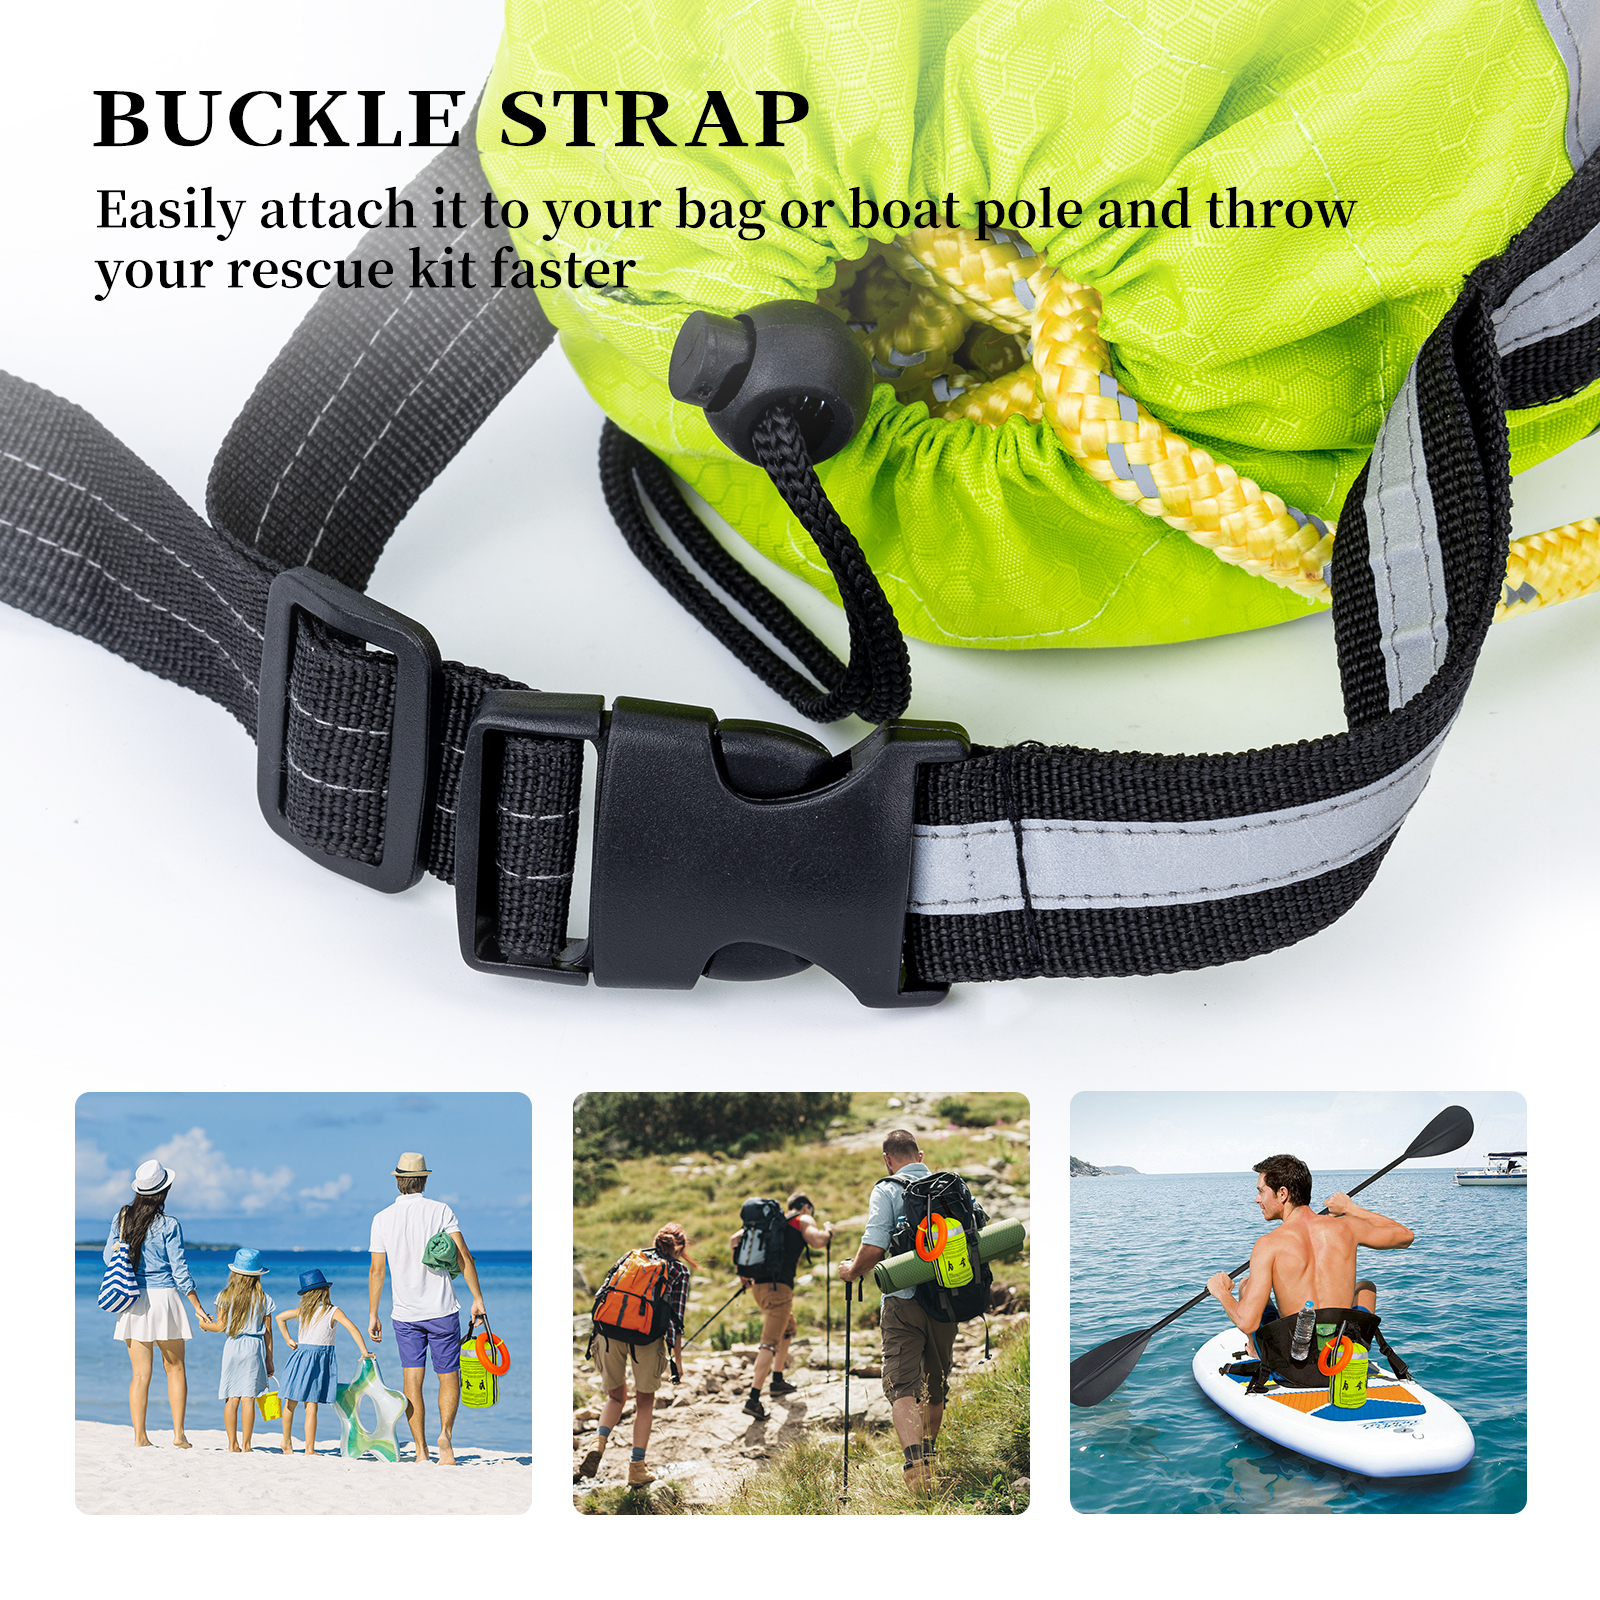 BUCKLE STRAP
Easily attach it to your bag or boat pole and throw
your rescue kit faster